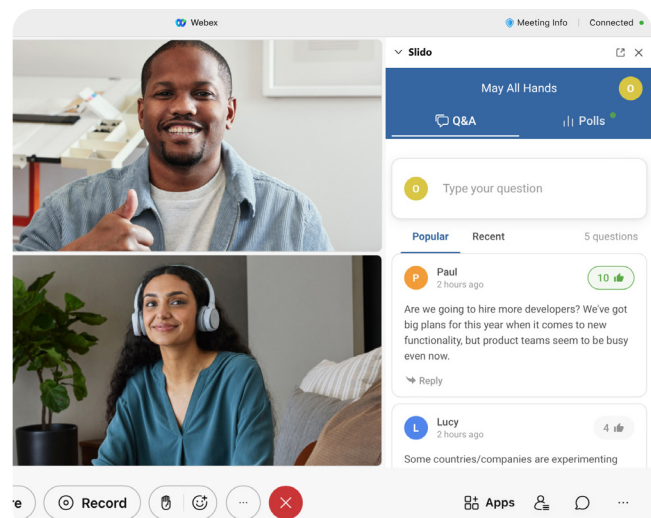 Webex
Meeting Info
Connected
Slido
May All Hands
O
Q&A
Polls
O
Type your question
Popular
Recent
5 questions
P
Paul
2 hours ago
10
Are we going to hire more developers? We've got
big plans for this year when it comes to new
functionality, but product teams seem to be busy
even now.
Reply
L
Lucy
2 hours ago
4
Some countries/companies are experimenting
re
Record
Apps